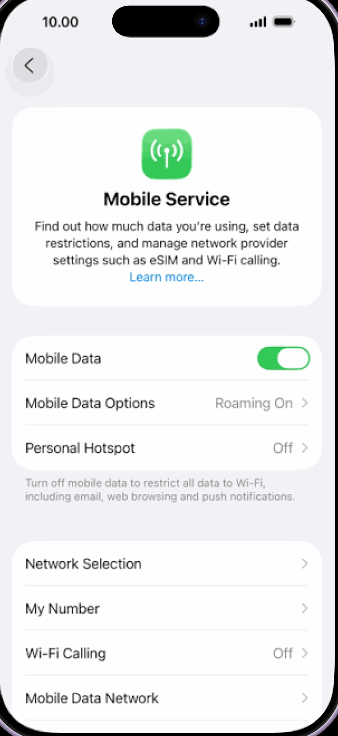 10.00
Mobile Service
Find out how much data you're using, set data
restrictions, and manage network provider
settings such as eSIM and Wi-Fi calling.
Learn more...
Mobile Data
Mobile Data Options Roaming On
Personal Hotspot Off
Turn off mobile data to restrict all data to Wi-Fi,
including email, web browsing and push notifications.
Network Selection
My Number
Wi-Fi Calling Off
Mobile Data Network